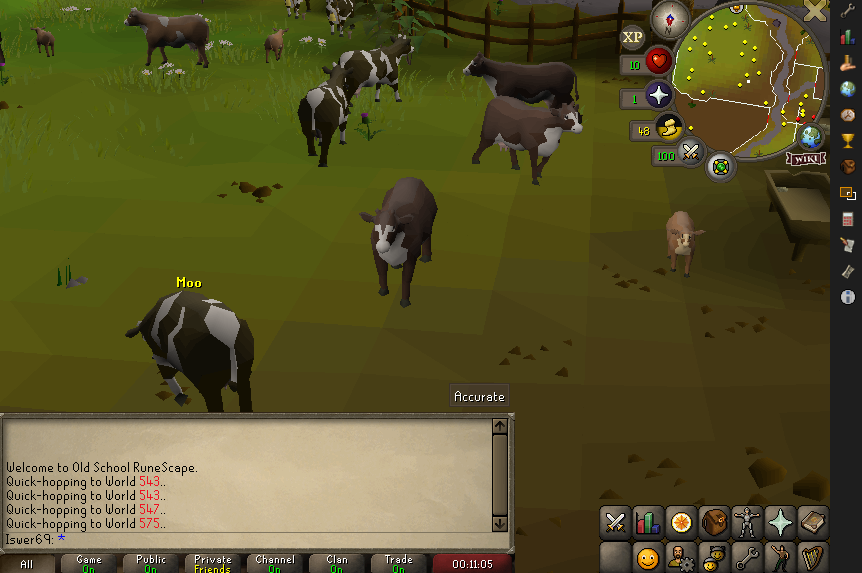 XP
10
1
48
100
WIKI
Moo
Accurate
Welcome to Old School RuneScape.
Quick-hopping to World 543..
Quick-hopping to World 543..
Quick-hopping to World 547..
Quick-hopping to World 575..
Iswer69: *
All
Game
On
Public
On
Private
Friends
Channel
On
Clan
On
Trade
On
00:11:05